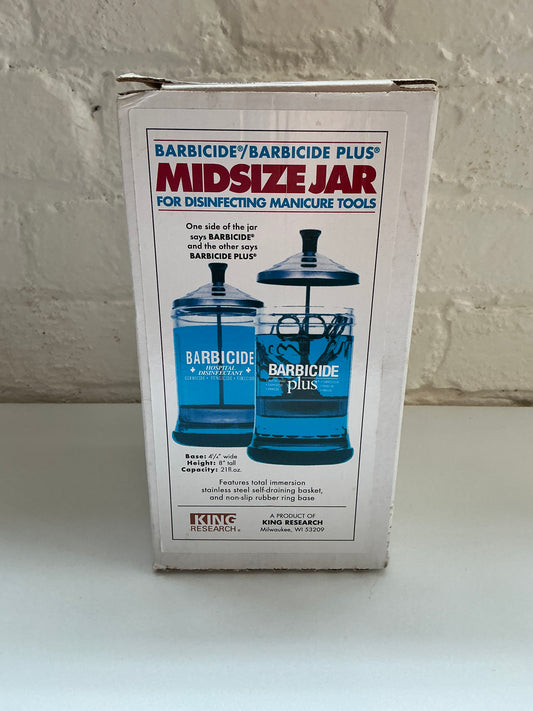 BARBICIDE®/BARBICIDE PLUS®
MIDSIZE JAR
FOR DISINFECTING MANICURE TOOLS
One side of the jar
says BARBICIDE®
and the other says
BARBICIDE PLUS®
BARBICIDE
HOSPITAL
DISINFECTANT
BARBICIDE
plus
Base: 4¼" wide
Height: 8" tall
Capacity: 21fl.oz.
Features total immersion
stainless steel self-draining basket,
and non-slip rubber ring base
KING
RESEARCH®
A PRODUCT OF
KING RESEARCH
Milwaukee, WI 53209